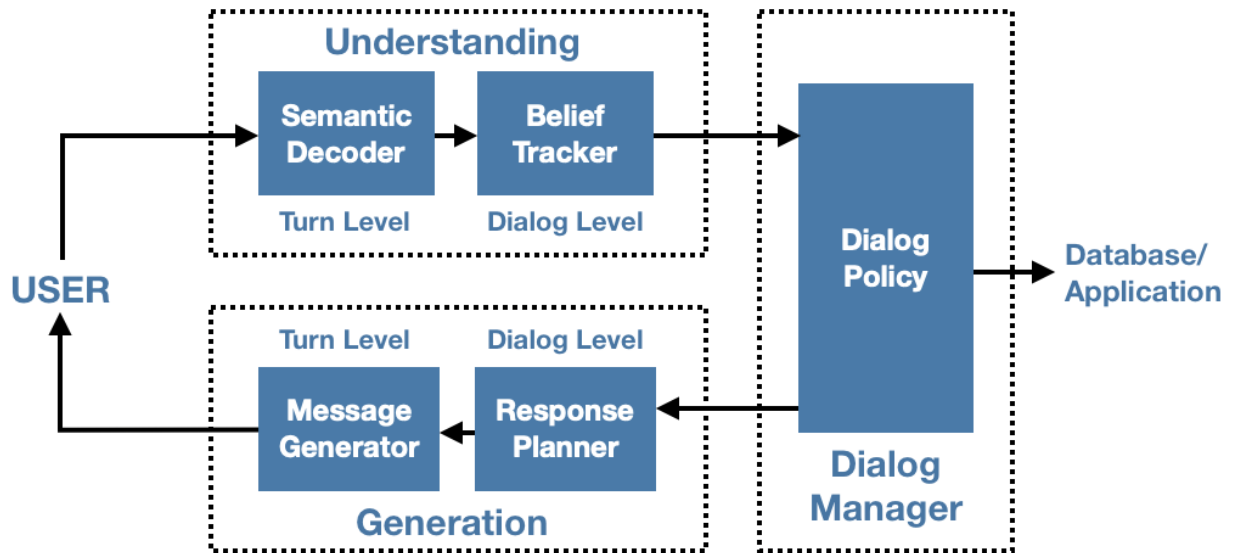 Understanding
Semantic
Decoder
Belief
Tracker
Turn Level
Dialog Level
Dialog
Policy
Database/
Application
USER
Turn Level
Dialog Level
Message
Generator
Response
Planner
Generation
Dialog
Manager